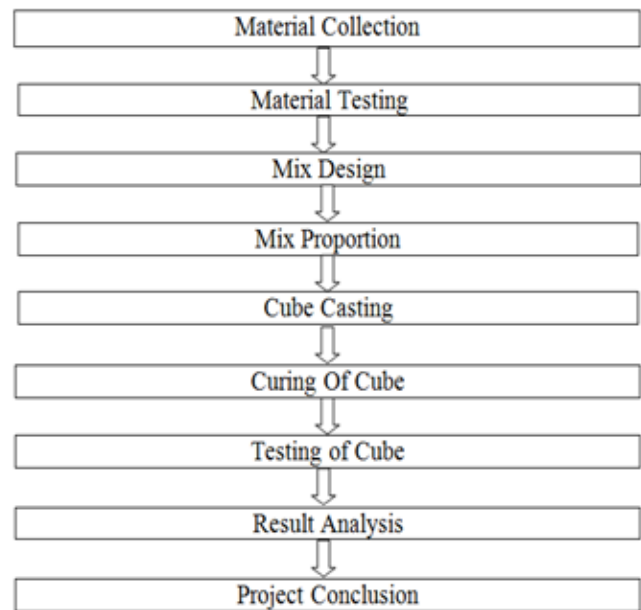 Material Collection
Material Testing
Mix Design
Mix Proportion
Cube Casting
Curing Of Cube
Testing of Cube
Result Analysis
Project Conclusion